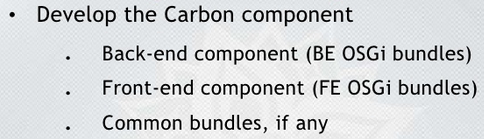 • Develop the Carbon component
. Back-end component (BE OSGi bundles)
. Front-end component (FE OSGi bundles)
. Common bundles, if any